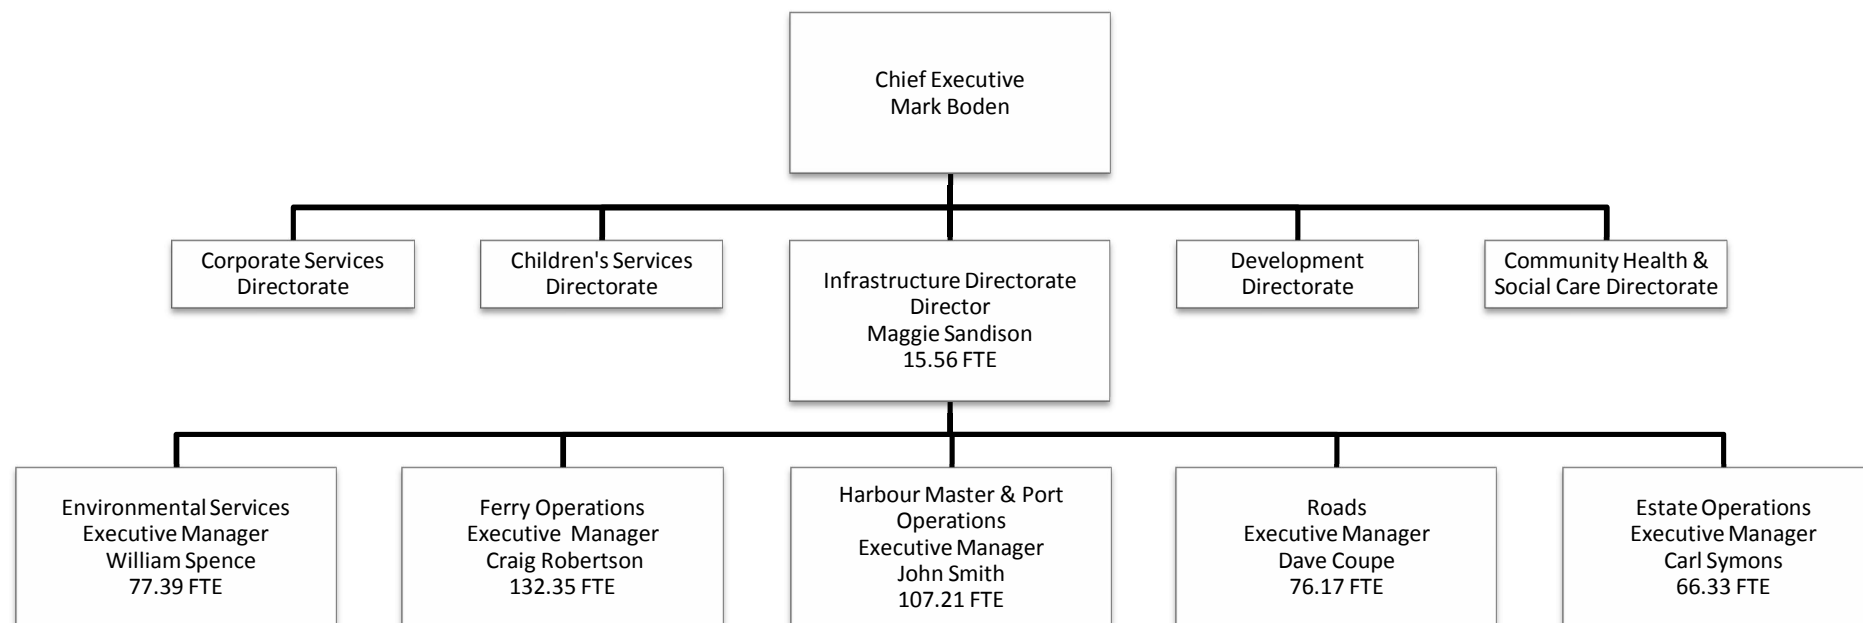 Chief Executive
Mark Boden
Corporate Services
Directorate
Children's Services
Directorate
Infrastructure Directorate
Director
Maggie Sandison
15.56 FTE
Development
Directorate
Community Health &
Social Care Directorate
Environmental Services
Executive Manager
William Spence
77.39 FTE
Ferry Operations
Executive Manager
Craig Robertson
132.35 FTE
Harbour Master & Port
Operations
Executive Manager
John Smith
107.21 FTE
Roads
Executive Manager
Dave Coupe
76.17 FTE
Estate Operations
Executive Manager
Carl Symons
66.33 FTE